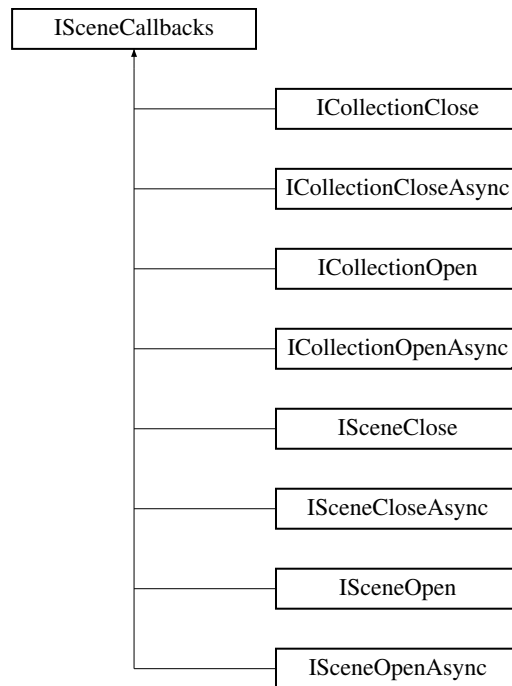 ISceneCallbacks
ICollectionClose
ICollectionCloseAsync
ICollectionOpen
ICollectionOpenAsync
ISceneClose
ISceneCloseAsync
ISceneOpen
ISceneOpenAsync